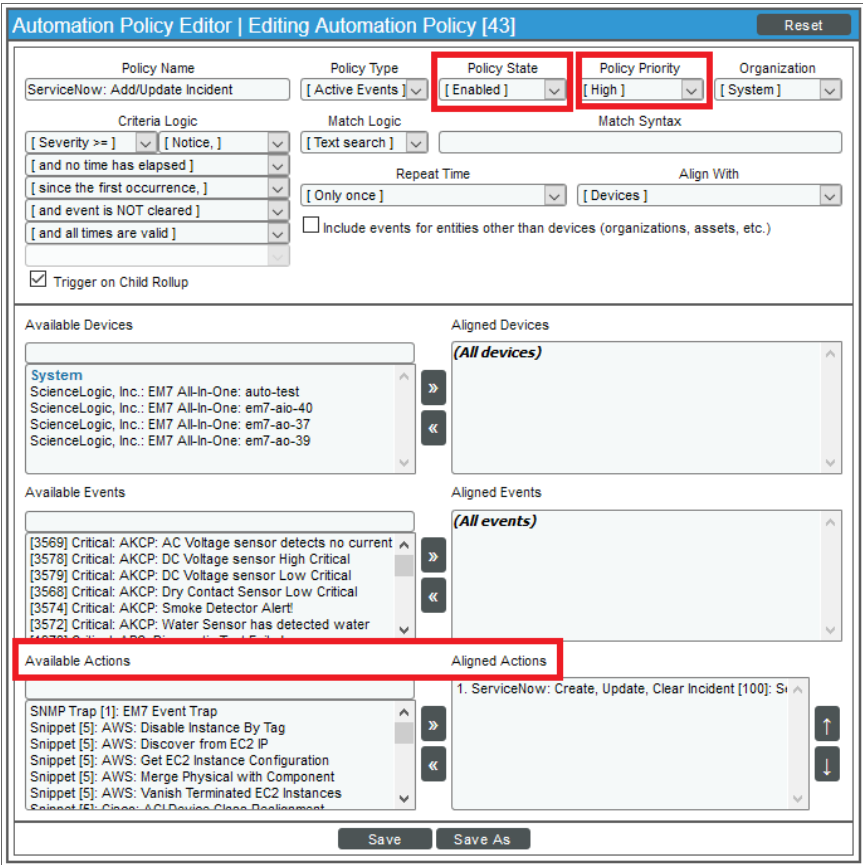 Automation Policy Editor | Editing Automation Policy [43] Reset
Policy Name Policy Type Policy State Policy Priority Organization
ServiceNow: Add/Update Incident [ Active Events ] [ Enabled ] [ High ] [ System ]
Criteria Logic Match Logic Match Syntax
[ Severity >= ] [ Notice, ] [ Text search ]
[ and no time has elapsed ]
Repeat Time Align With
[ since the first occurrence, ] [ Only once ] [ Devices ]
[ and event is NOT cleared ]
[ and all times are valid ] Include events for entities other than devices (organizations, assets, etc.)
Trigger on Child Rollup
Available Devices Aligned Devices
(All devices)
System
ScienceLogic, Inc.: EM7 All-In-One: auto-test
ScienceLogic, Inc.: EM7 All-In-One: em7-aio-40
ScienceLogic, Inc.: EM7 All-In-One: em7-ao-37
ScienceLogic, Inc.: EM7 All-In-One: em7-ao-39
Available Events Aligned Events
(All events)
[3569] Critical: AKCP: AC Voltage sensor detects no current
[3578] Critical: AKCP: DC Voltage sensor High Critical
[3579] Critical: AKCP: DC Voltage sensor Low Critical
[3568] Critical: AKCP: Dry Contact Sensor Low Critical
[3574] Critical: AKCP: Smoke Detector Alert!
[3572] Critical: AKCP: Water Sensor has detected water
Available Actions Aligned Actions
1. ServiceNow: Create, Update, Clear Incident [100]:
SNMP Trap [1]: EM7 Event Trap
Snippet [5]: AWS: Disable Instance By Tag
Snippet [5]: AWS: Discover from EC2 IP
Snippet [5]: AWS: Get EC2 Instance Configuration
Snippet [5]: AWS: Merge Physical with Component
Snippet [5]: AWS: Vanish Terminated EC2 Instances
Snippet [5]: Cisco: ACI Device Class Realignment
Save Save As